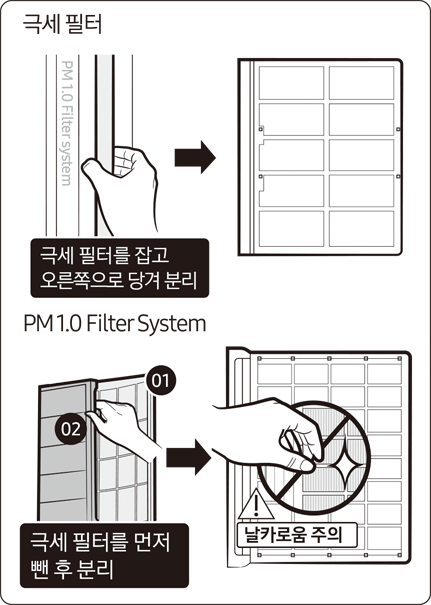 극세 필터
PM 1.0 Filter system
극세 필터를 잡고
오른쪽으로 당겨 분리
PM 1.0 Filter System
01
02
극세 필터를 먼저
뺀 후 분리
날카로움 주의